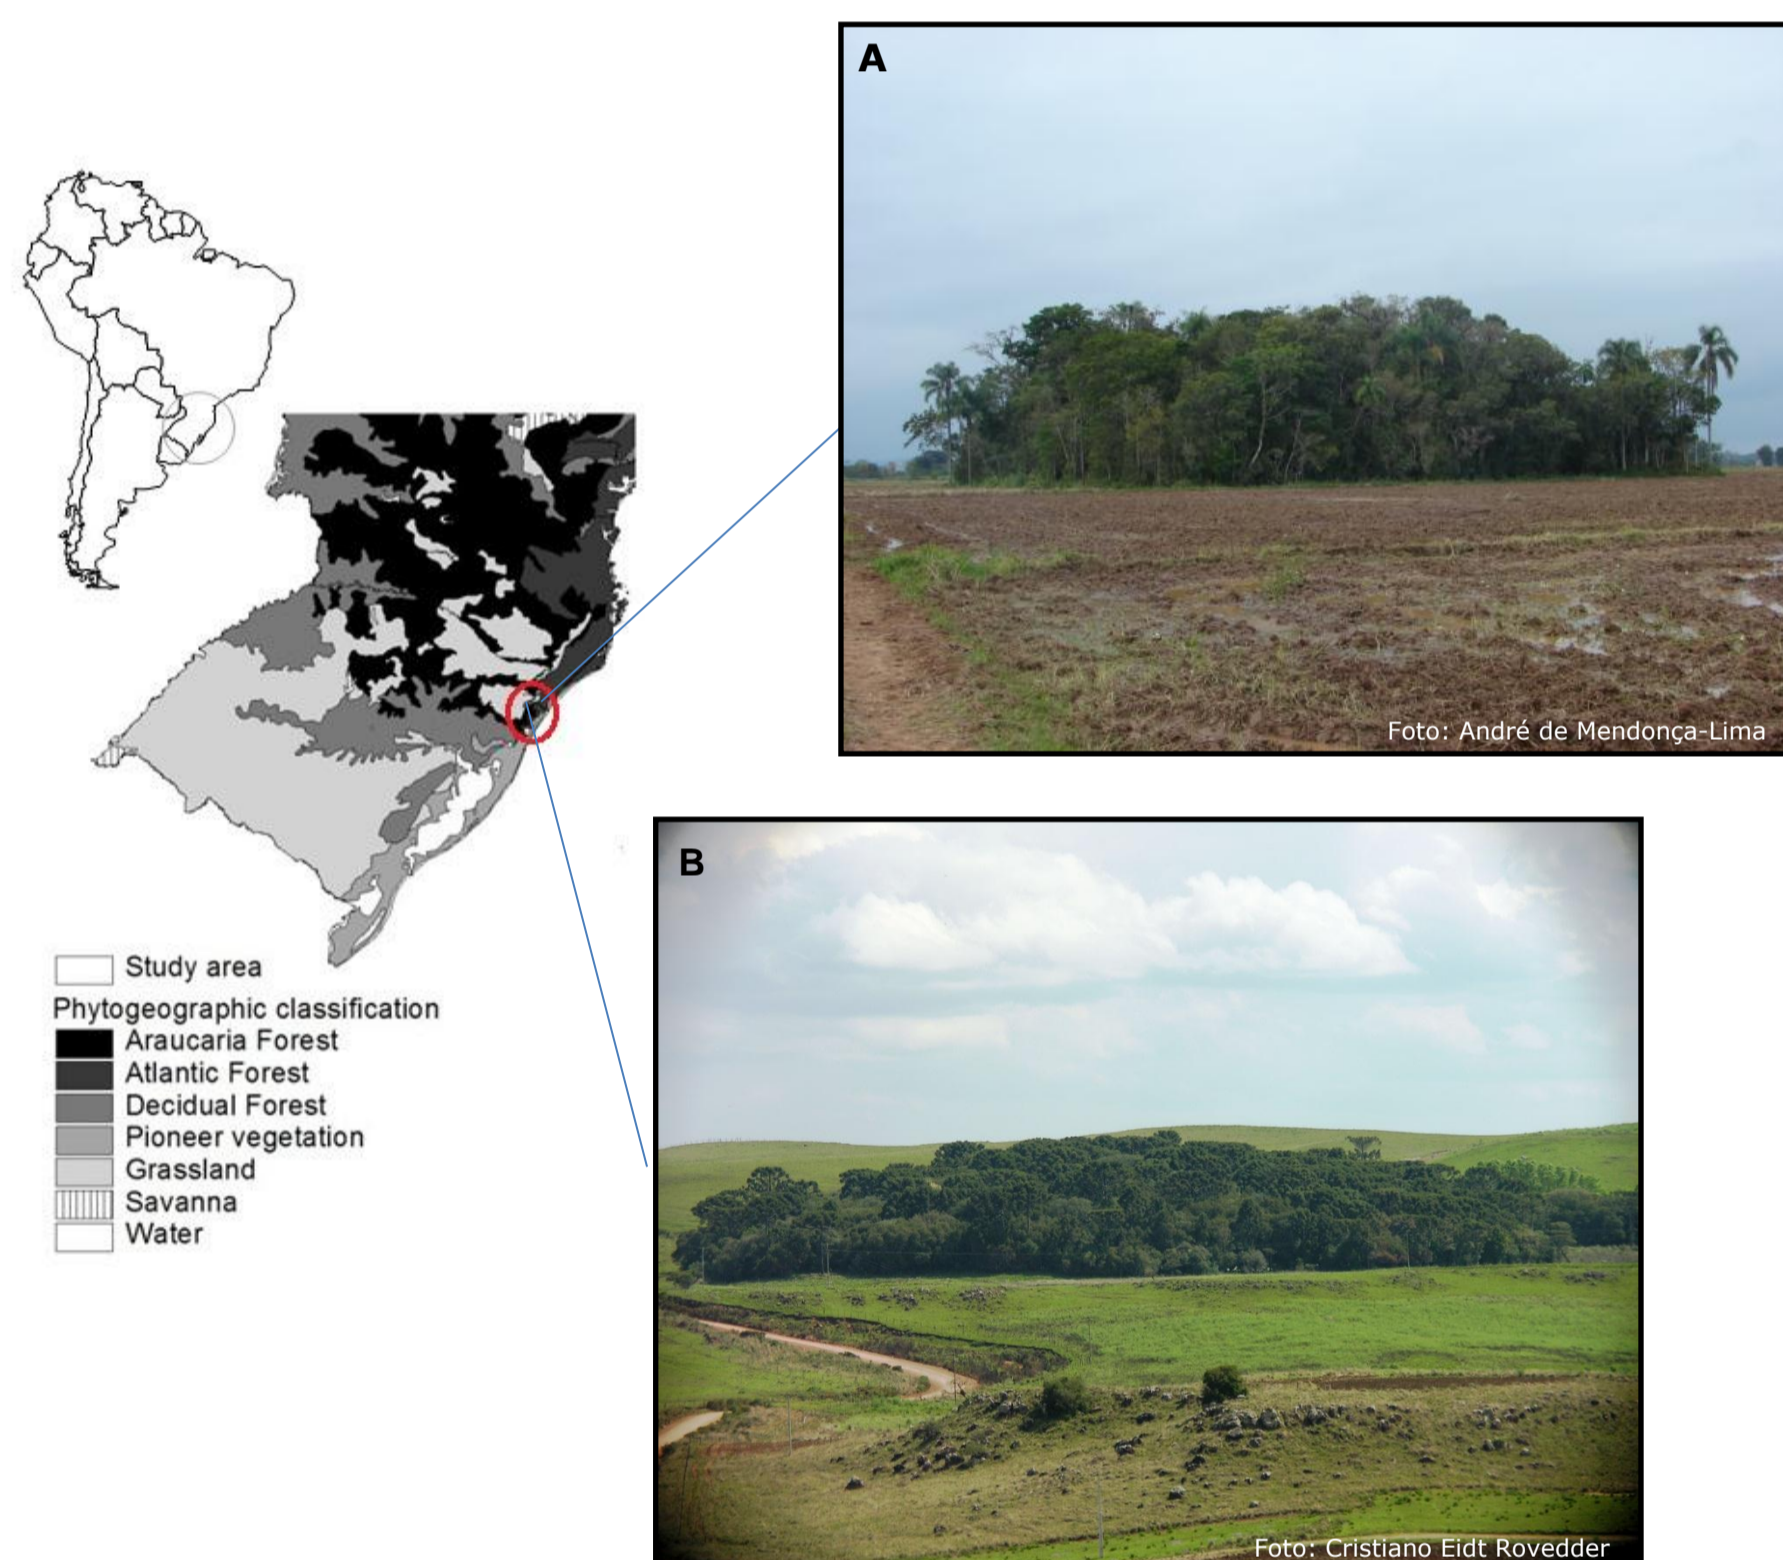 A
Foto: André de Mendonça-Lima
B
Study area
Phytogeographic classification
Araucaria Forest
Atlantic Forest
Decidual Forest
Pioneer vegetation
Grassland
Savanna
Water
Foto: Cristiano Eidt Rovedder